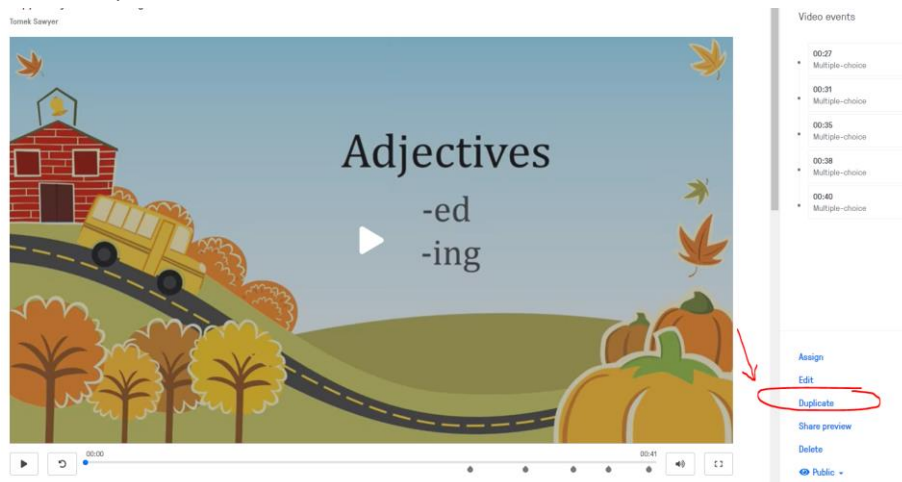 Tomek Sawyer
Adjectives
-ed
-ing
00:00
00:41
Video events
00:27
Multiple-choice
00:31
Multiple-choice
00:35
Multiple-choice
00:38
Multiple-choice
00:40
Multiple-choice
Assign
Edit
Duplicate
Share preview
Delete
Public